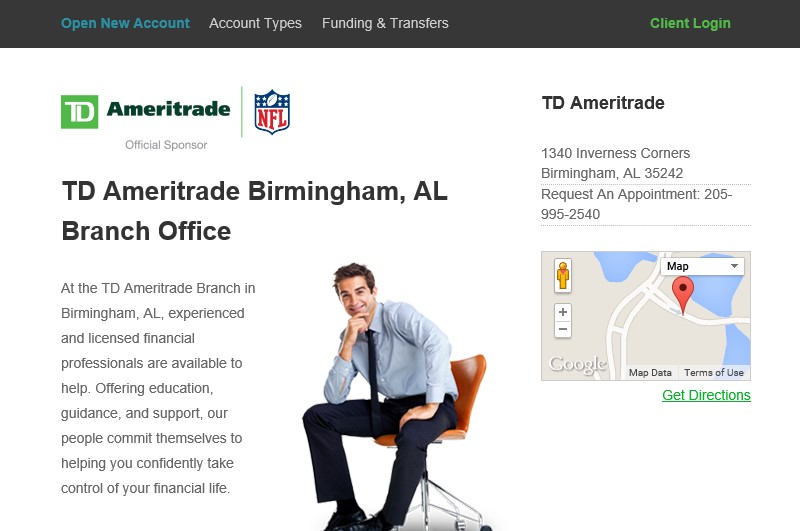 Open New Account Account Types Funding & Transfers Client Login
TD Ameritrade NFL
Official Sponsor
TD Ameritrade Birmingham, AL
Branch Office
At the TD Ameritrade Branch in
Birmingham, AL, experienced
and licensed financial
professionals are available to
help. Offering education,
guidance, and support, our
people commit themselves to
helping you confidently take
control of your financial life.
TD Ameritrade
1340 Inverness Corners
Birmingham, AL 35242
Request An Appointment: 205-
995-2540
Map
+
−
Google
Map Data Terms of Use
Get Directions